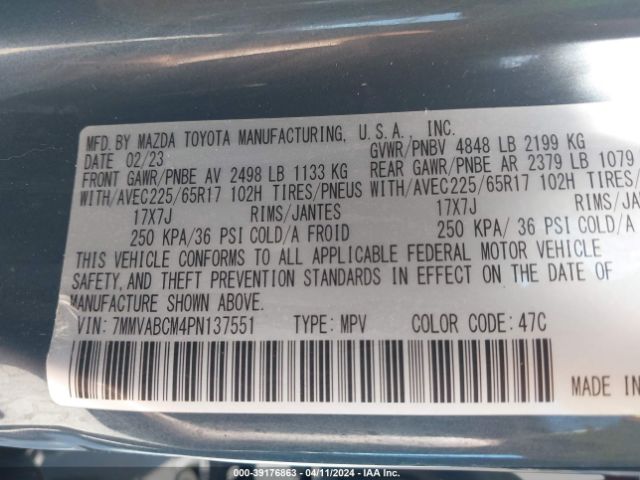 MFD. BY MAZDA TOYOTA MANUFACTURING, U.S.A., INC.
DATE 02/23 GVWR/PNBV 4848 LB 2199 KG
FRONT GAWR/PNBE AV 2498 LB 1133 KG REAR GAWR/PNBE AR 2379 LB 1079
WITH/AVEC225/65R17 102H TIRES/PNEUS WITH/AVEC225/65R17 102H TIRES/
17X7J RIMS/JANTES 17X7J RIMS/JANTES
250 KPA/36 PSI COLD/A FROID 250 KPA/36 PSI COLD/A
THIS VEHICLE CONFORMS TO ALL APPLICABLE FEDERAL MOTOR VEHICLE
SAFETY, AND THEFT PREVENTION STANDARDS IN EFFECT ON THE DATE OF
MANUFACTURE SHOWN ABOVE.
VIN: 7MMVABCM4PN137551 TYPE: MPV COLOR CODE: 47C
MADE IN
000-39176863 04/11/2024 - IAA Inc.